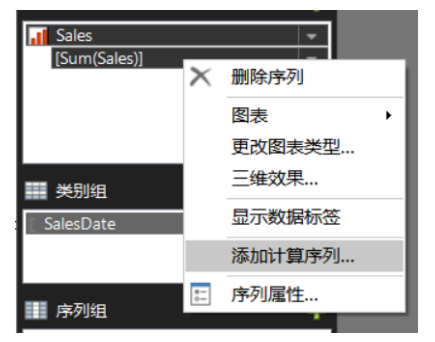 Sales
[Sum(Sales)]
删除序列
图表
更改图表类型...
三维效果...
显示数据标签
添加计算序列...
序列属性...
类别组
SalesDate
序列组